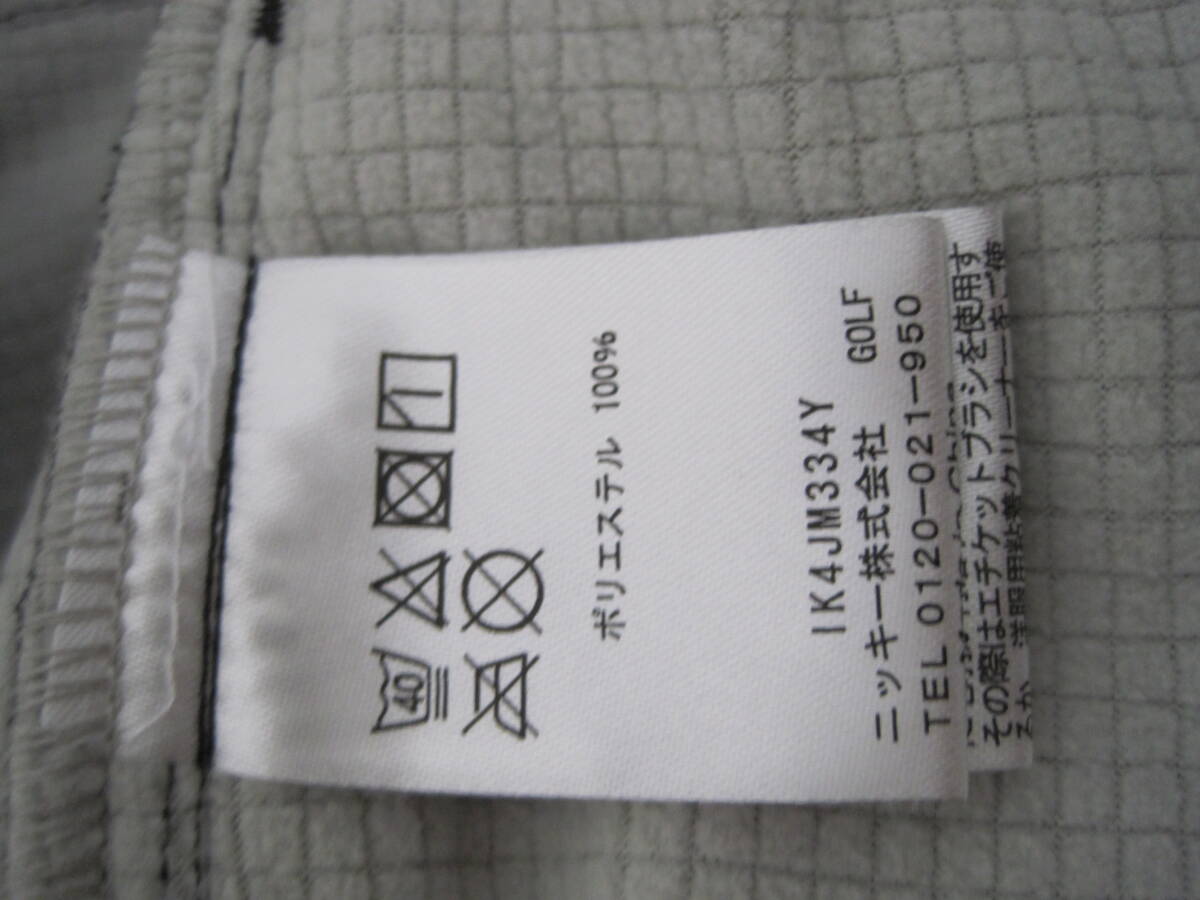 40
ポリエステル 100%
IK4JM334Y
ニッキー株式会社 GOLF
TEL 0120-021-950
その際はエチケットブラシを使用す